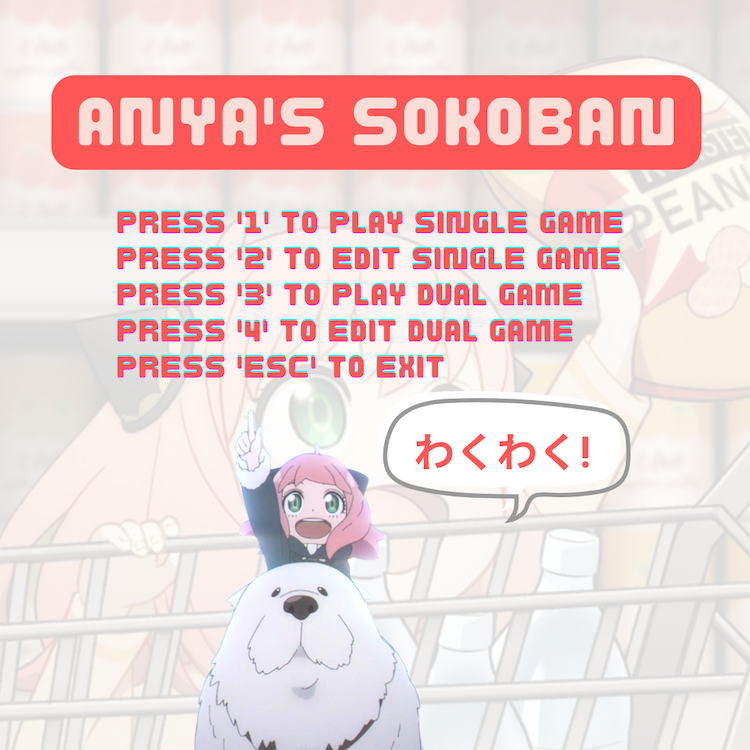 ANYA'S SOKOBAN
PRESS '1' TO PLAY SINGLE GAME
PRESS '2' TO EDIT SINGLE GAME
PRESS '3' TO PLAY DUAL GAME
PRESS '4' TO EDIT DUAL GAME
PRESS 'ESC' TO EXIT
わくわく!